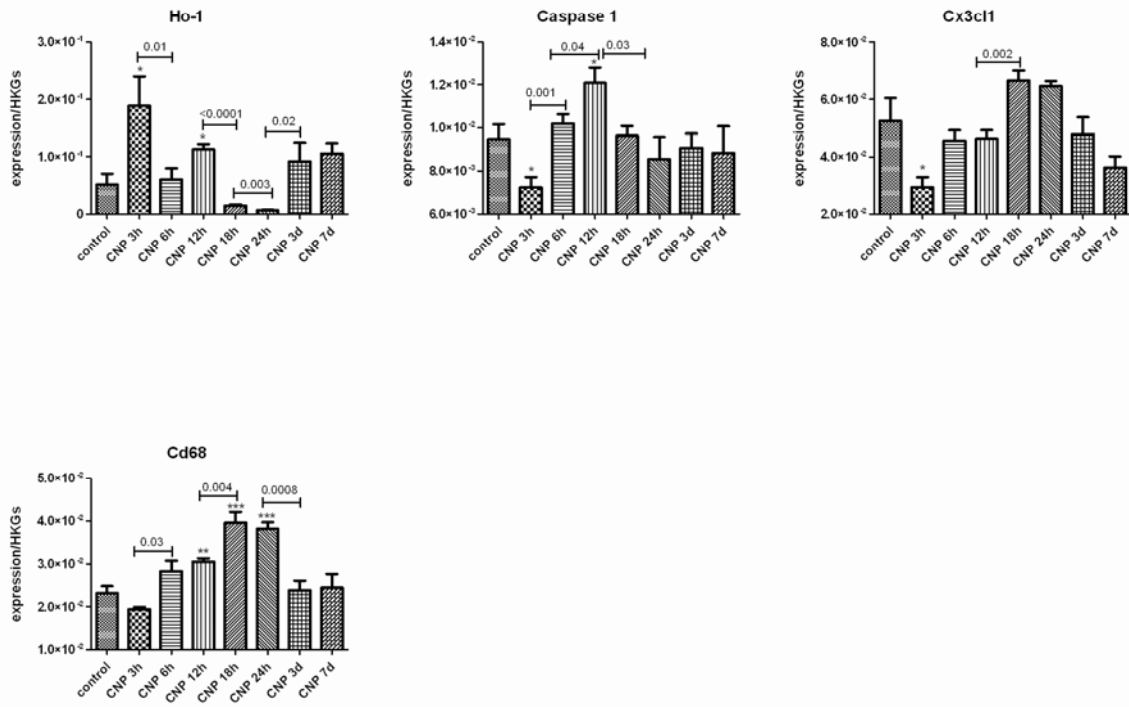 Ho-1
expression/HKGs
3.0×10⁻¹
2.0×10⁻¹
1.0×10⁻¹
0
0.01
*
<0.0001
*
0.003
0.02
control
CNP 3h
CNP 6h
CNP 12h
CNP 18h
CNP 24h
CNP 3d
CNP 7d
Caspase 1
expression/HKGs
1.4×10⁻²
1.2×10⁻²
1.0×10⁻²
8.0×10⁻³
6.0×10⁻³
0.04
0.03
*
0.001
*
control
CNP 3h
CNP 6h
CNP 12h
CNP 18h
CNP 24h
CNP 3d
CNP 7d
Cx3cl1
expression/HKGs
8.0×10⁻²
6.0×10⁻²
4.0×10⁻²
2.0×10⁻²
0.002
*
control
CNP 3h
CNP 6h
CNP 12h
CNP 18h
CNP 24h
CNP 3d
CNP 7d
Cd68
expression/HKGs
5.0×10⁻²
4.0×10⁻²
3.0×10⁻²
2.0×10⁻²
1.0×10⁻²
0.03
**
0.004
***
0.0008
***
control
CNP 3h
CNP 6h
CNP 12h
CNP 18h
CNP 24h
CNP 3d
CNP 7d